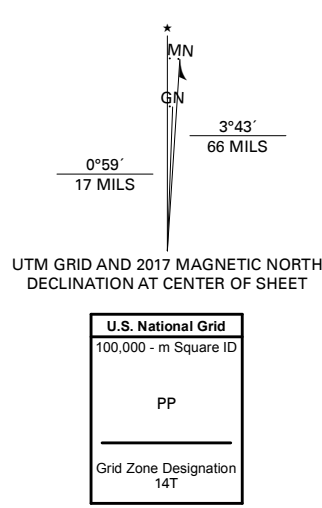 MN
GN
3°43´
66 MILS
0°59´
17 MILS
UTM GRID AND 2017 MAGNETIC NORTH
DECLINATION AT CENTER OF SHEET
U.S. National Grid
100,000 - m Square ID
PP
Grid Zone Designation
14T